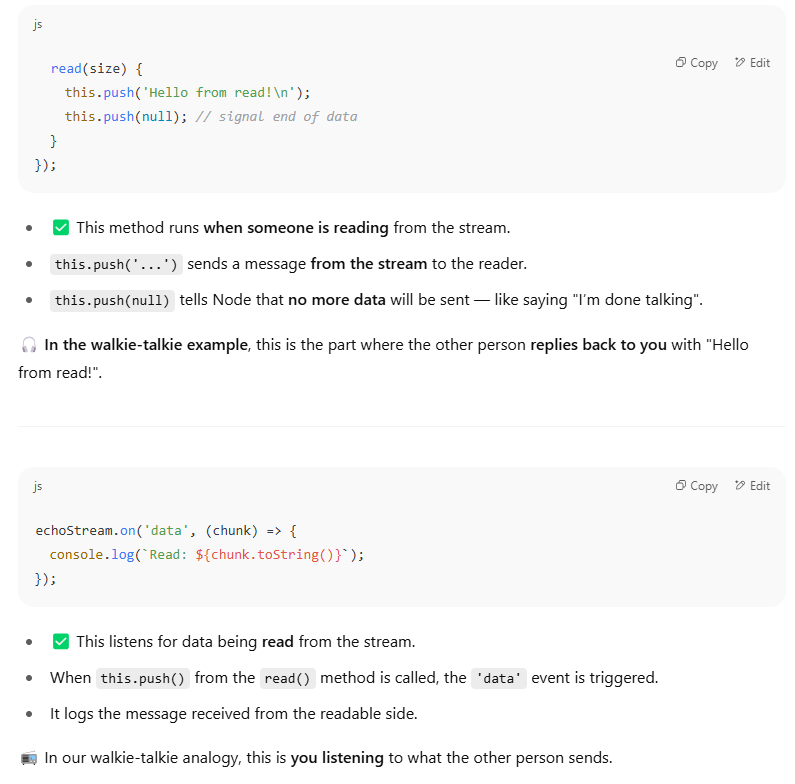 js
Copy Edit
read(size) {
this.push('Hello from read!\n');
this.push(null); // signal end of data
}
});
✅ This method runs when someone is reading from the stream.
this.push('...') sends a message from the stream to the reader.
this.push(null) tells Node that no more data will be sent — like saying "I'm done talking".
🎧 In the walkie-talkie example, this is the part where the other person replies back to you with "Hello
from read!".
js
Copy Edit
echoStream.on('data', (chunk) => {
console.log(`Read: ${chunk.toString()}`);
});
✅ This listens for data being read from the stream.
When this.push() from the read() method is called, the 'data' event is triggered.
It logs the message received from the readable side.
📻 In our walkie-talkie analogy, this is you listening to what the other person sends.